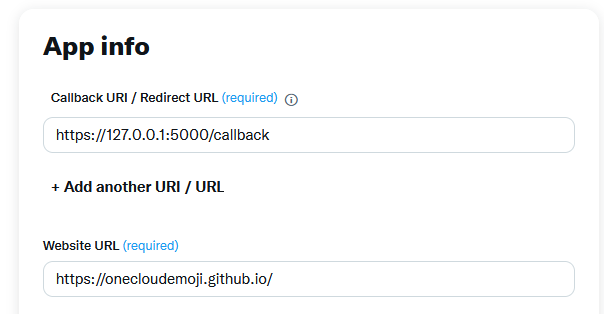 App info
Callback URI / Redirect URL (required)
https://127.0.0.1:5000/callback
+ Add another URI / URL
Website URL (required)
https://onecloudemoji.github.io/